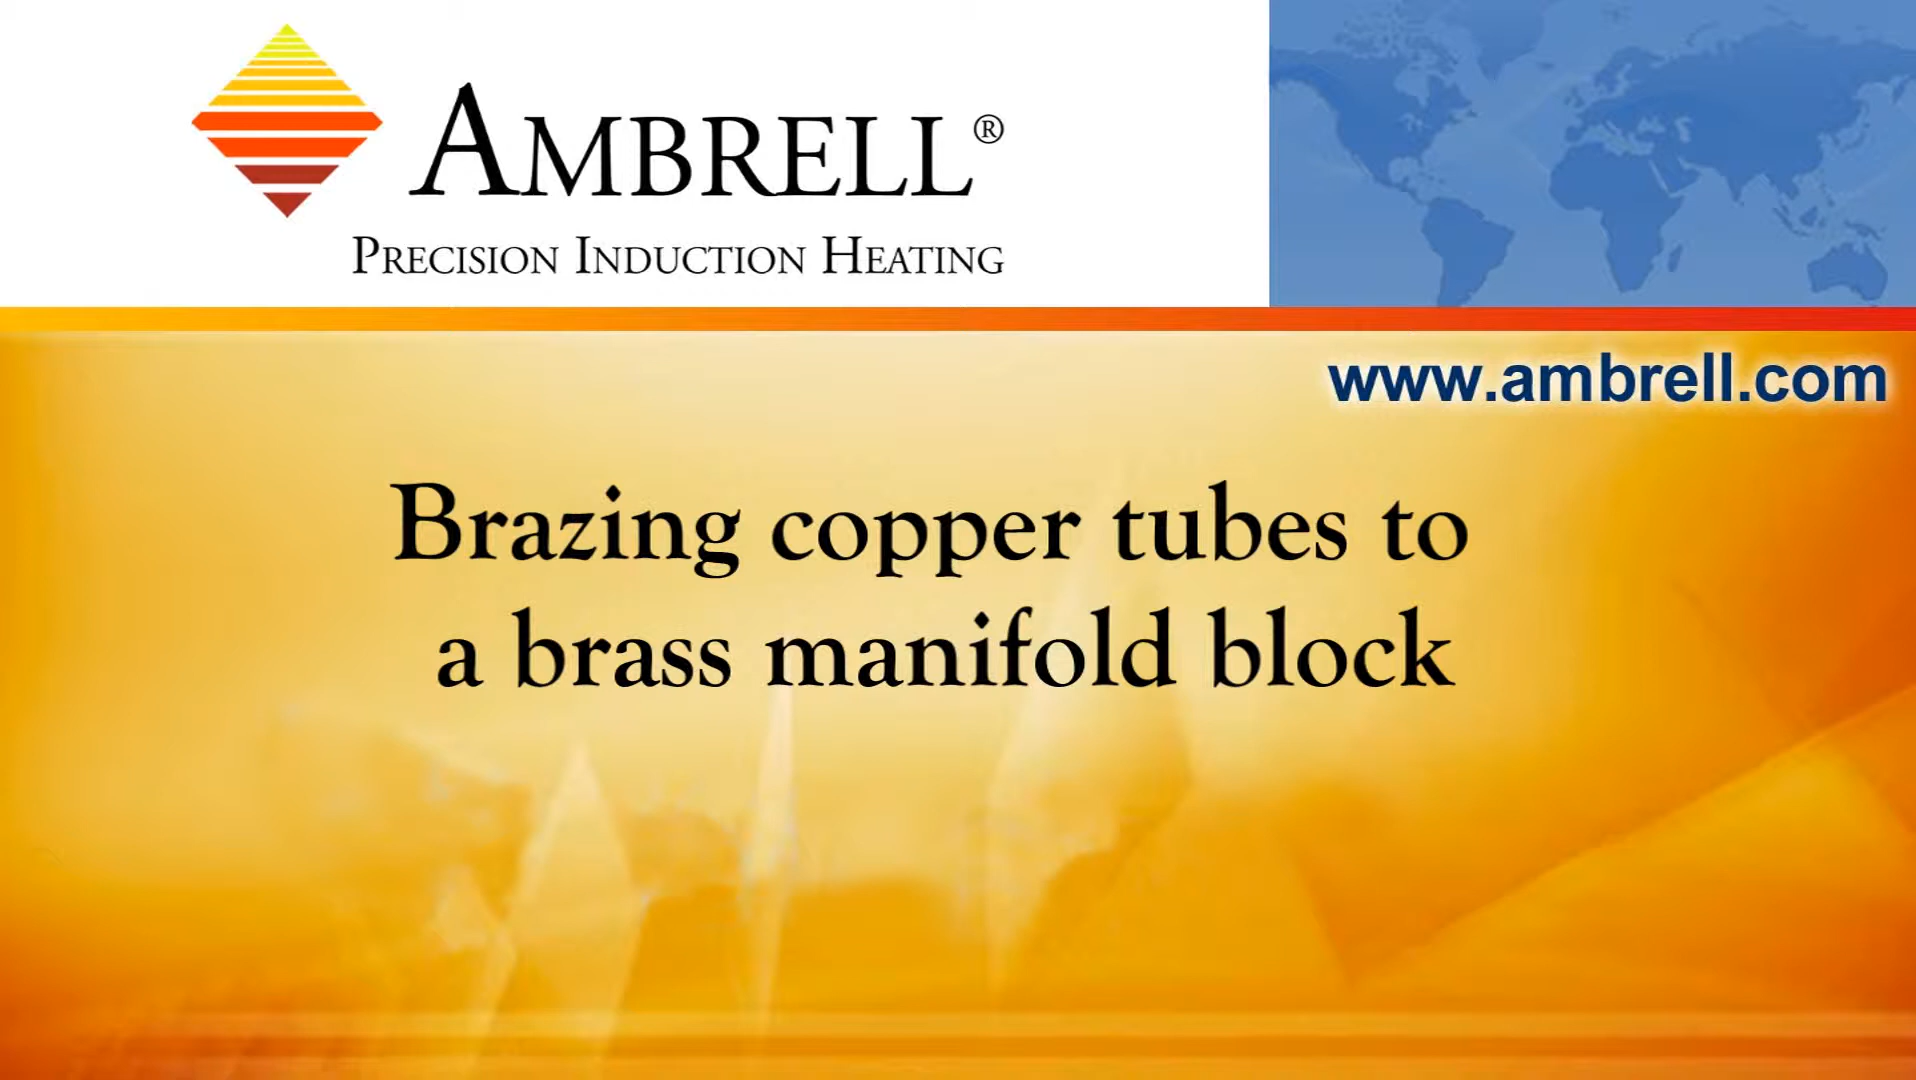 AMBRELL®
PRECISION INDUCTION HEATING
www.ambrell.com
Brazing copper tubes to
a brass manifold block